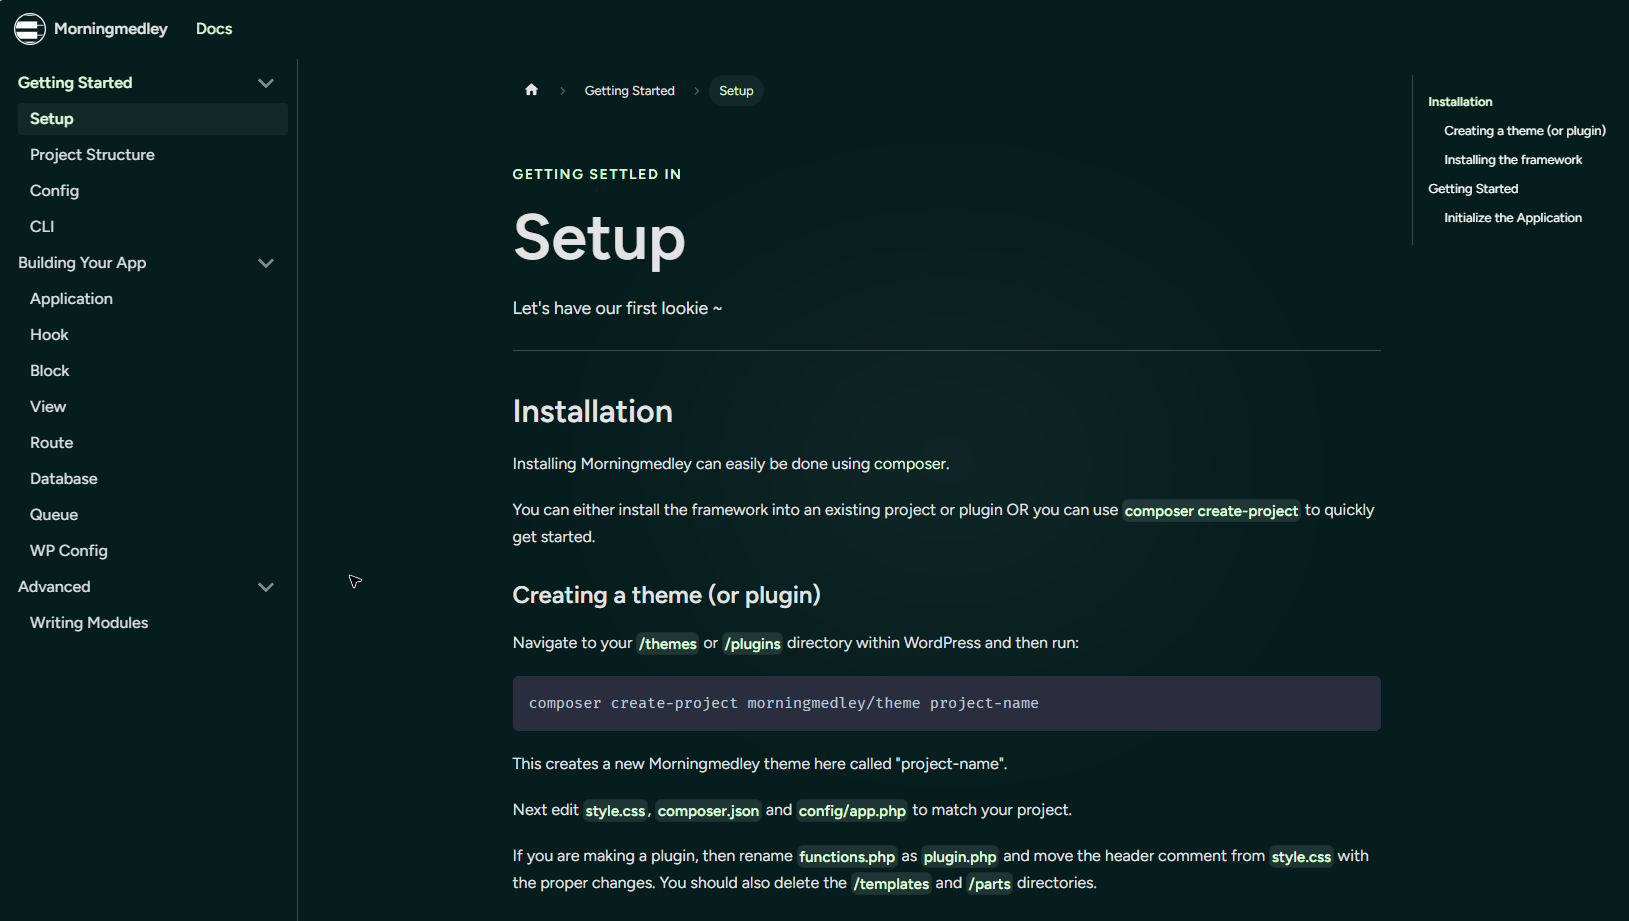 Morningmedley Docs
Getting Started
Setup
Project Structure
Config
CLI
Building Your App
Application
Hook
Block
View
Route
Database
Queue
WP Config
Advanced
Writing Modules
Getting Started Setup
GETTING SETTLED IN
Setup
Let's have our first lookie ~
Installation
Installing Morningmedley can easily be done using composer.
You can either install the framework into an existing project or plugin OR you can use composer create-project to quickly
get started.
Creating a theme (or plugin)
Navigate to your /themes or /plugins directory within WordPress and then run:
composer create-project morningmedley/theme project-name
This creates a new Morningmedley theme here called "project-name".
Next edit style.css, composer.json and config/app.php to match your project.
If you are making a plugin, then rename functions.php as plugin.php and move the header comment from style.css with
the proper changes. You should also delete the /templates and /parts directories.
Installation
Creating a theme (or plugin)
Installing the framework
Getting Started
Initialize the Application